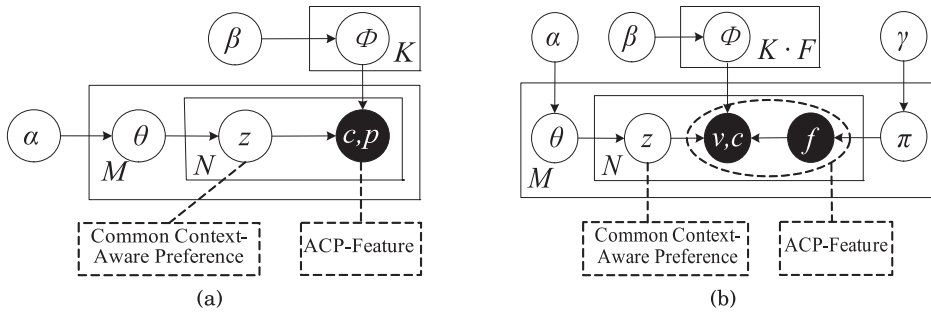 β Φ K
α θ z c,p
M N
Common Context-
Aware Preference
ACP-Feature
(a)
α β Φ K · F γ
θ z v,c f π
M N
Common Context-
Aware Preference
ACP-Feature
(b)